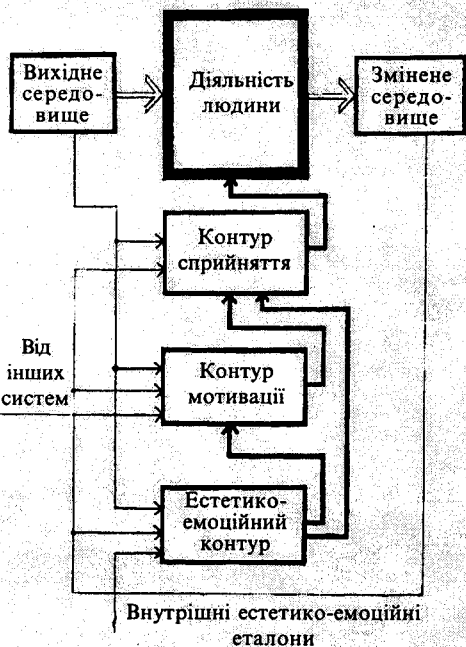 Вихідне
середо-
вище
Діяльність
людини
Змінене
середо-
вище
Контур
сприйняття
Від
інших
систем
Контур
мотивації
Естетико-
емоційний
контур
Внутрішні естетико-емоційні
еталони